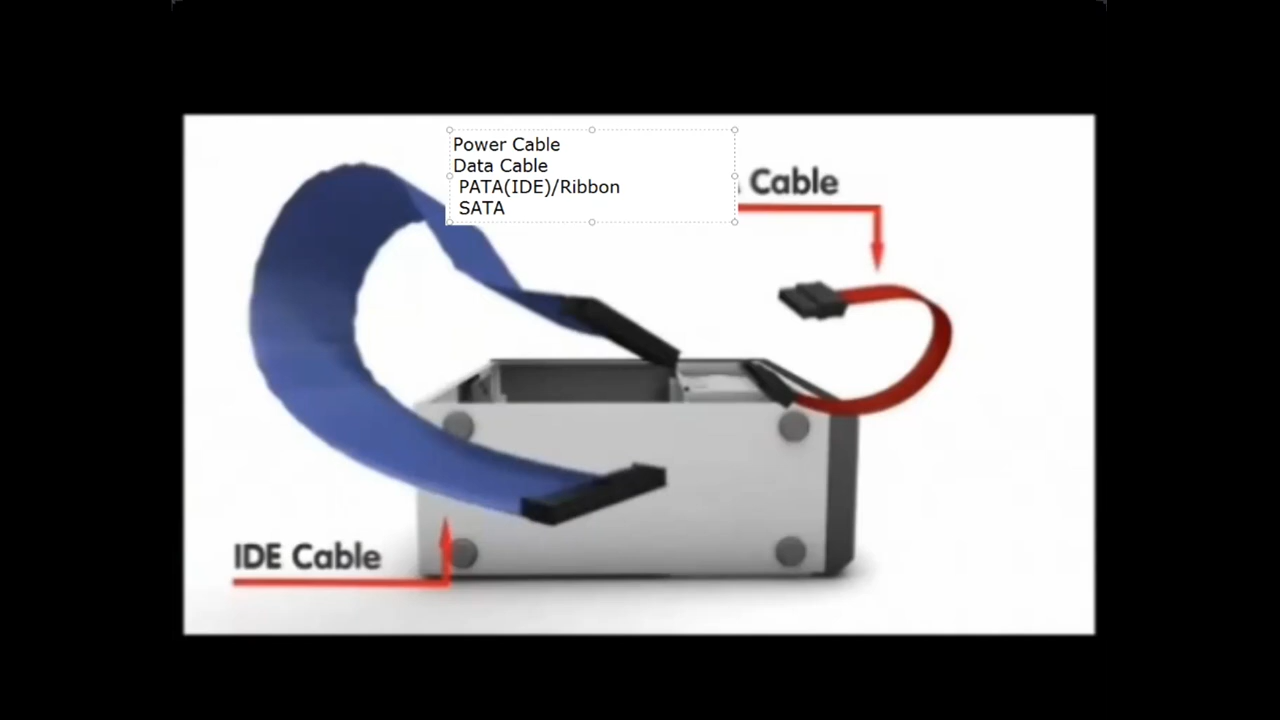 Power Cable
Data Cable
PATA(IDE)/Ribbon
SATA
Cable
IDE Cable